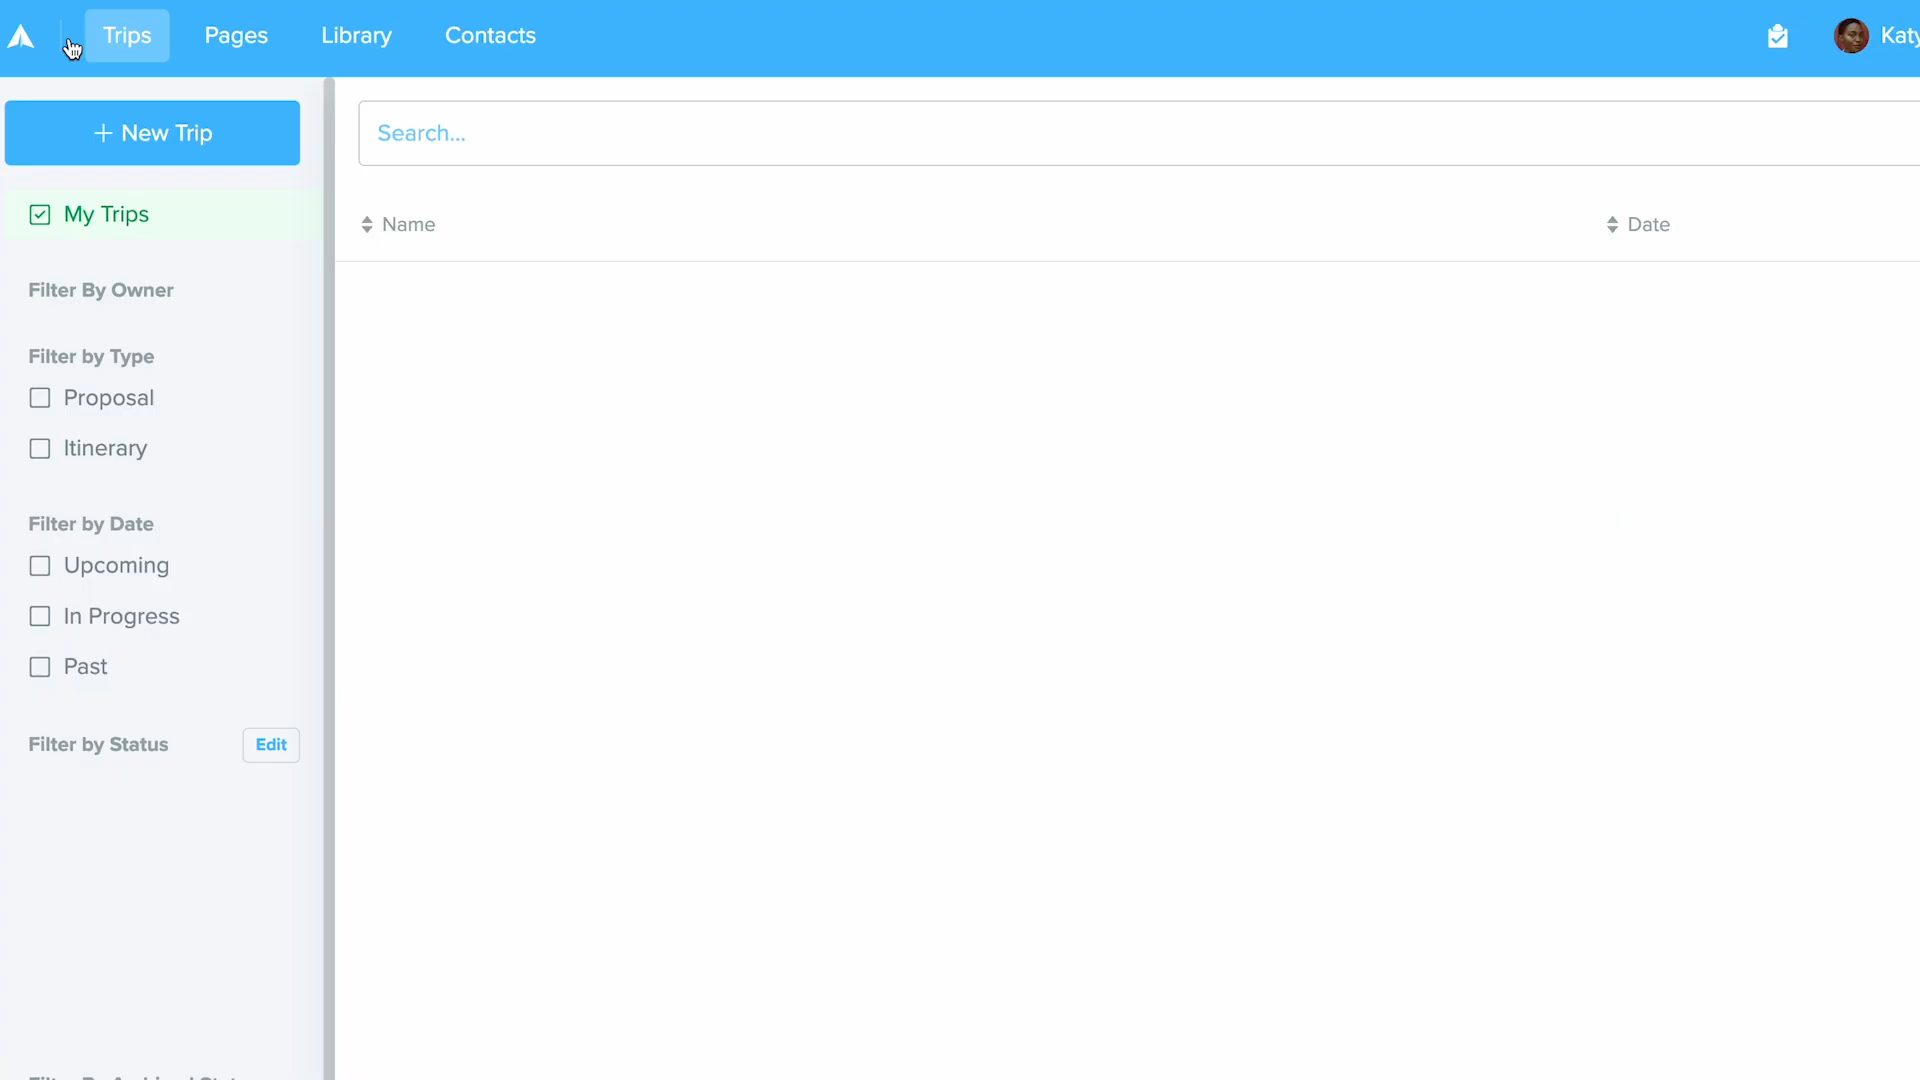 Trips Pages Library Contacts Katy
+ New Trip
Search...
My Trips
Name Date
Filter By Owner
Filter by Type
Proposal
Itinerary
Filter by Date
Upcoming
In Progress
Past
Filter by Status Edit